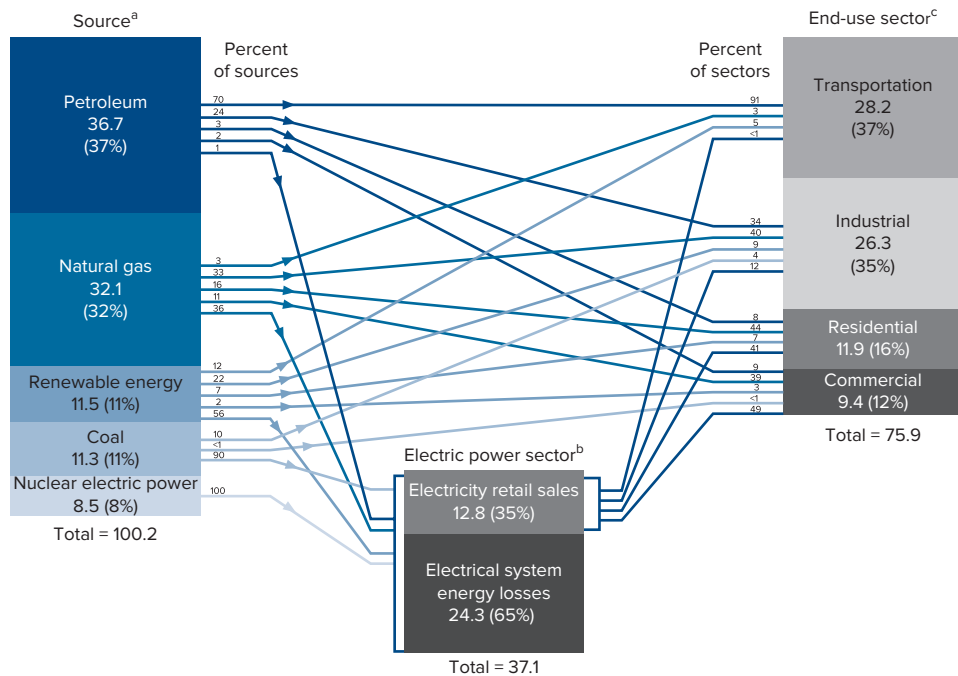 Sourceᵃ
End-use sectorᶜ
Percent
of sources
Percent
of sectors
Petroleum
36.7
(37%)
70
24
3
2
1
Natural gas
32.1
(32%)
3
33
16
11
36
Renewable energy
11.5 (11%)
12
22
7
2
56
Coal
11.3 (11%)
10
<1
90
Nuclear electric power
8.5 (8%)
100
Total = 100.2
Electric power sectorᵇ
Electricity retail sales
12.8 (35%)
Electrical system
energy losses
24.3 (65%)
Total = 37.1
91
3
5
<1
Transportation
28.2
(37%)
34
40
9
4
12
Industrial
26.3
(35%)
8
44
7
41
Residential
11.9 (16%)
9
39
3
<1
49
Commercial
9.4 (12%)
Total = 75.9